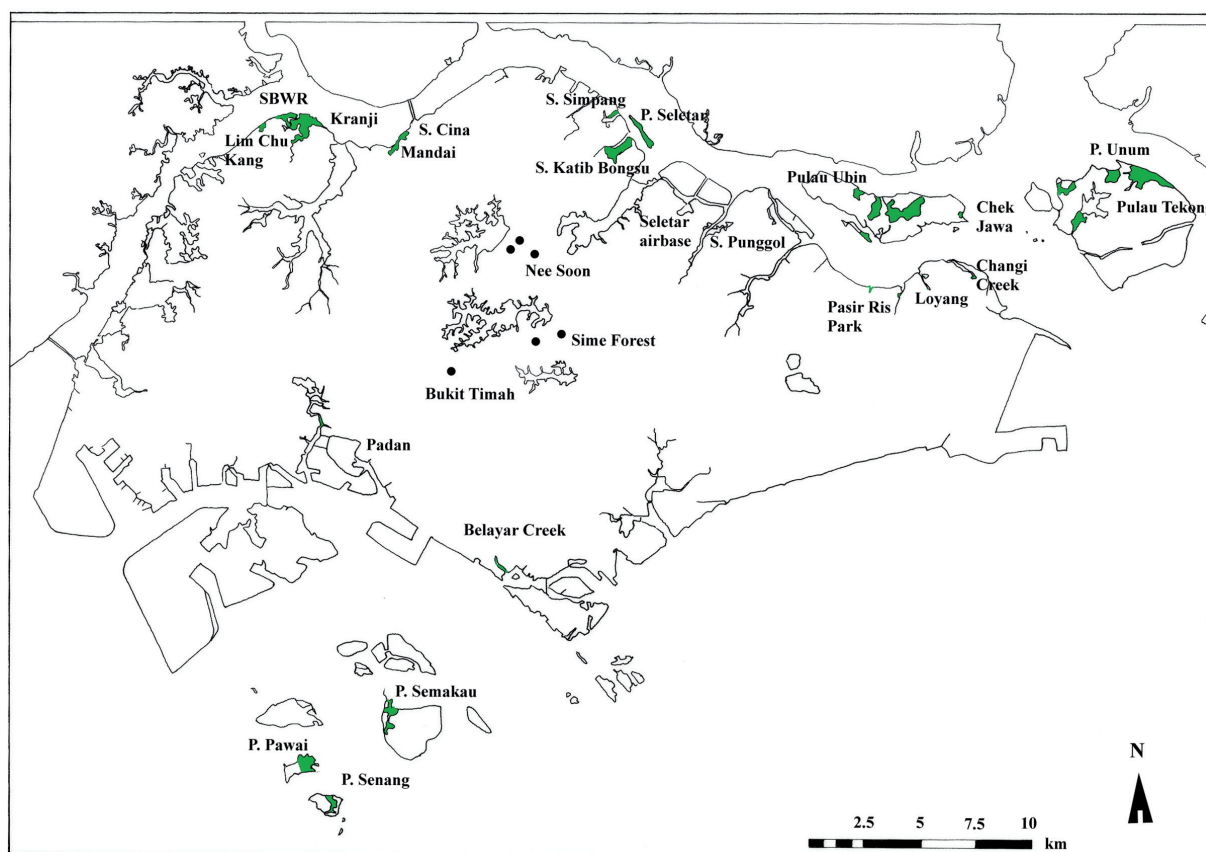 SBWR
Kranji
Lim Chu
Kang
S. Cina
Mandai
S. Simpang
P. Seletar
S. Katib Bongsu
P. Unum
Pulau Ubin
Pulau Tekong
Chek
Jawa
Seletar
airbase
S. Punggol
Nee Soon
Changi
Creek
Loyang
Pasir Ris
Park
Sime Forest
Bukit Timah
Padan
Belayar Creek
P. Semakau
P. Pawai
P. Senang
N
2.5 5 7.5 10
km